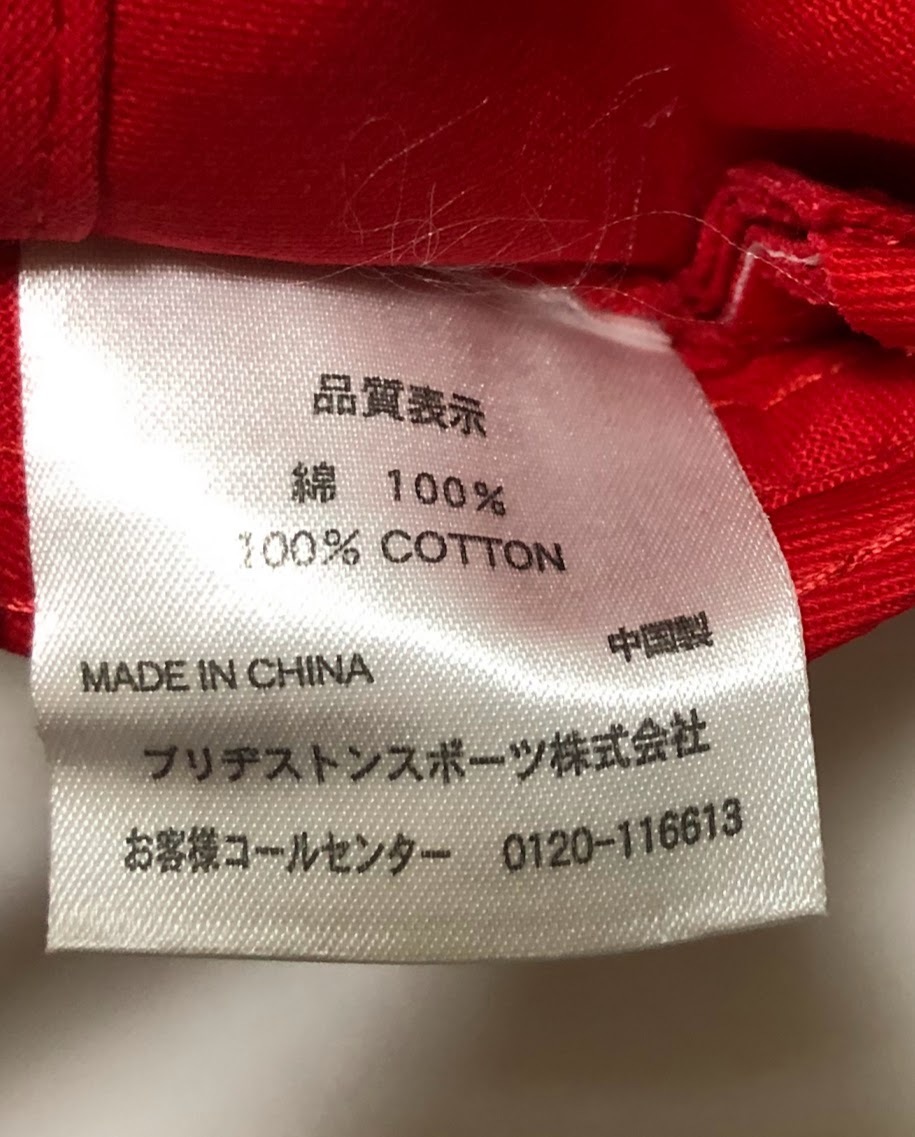 品質表示
綿 100%
100% COTTON
中国製
MADE IN CHINA
ブリヂストンスポーツ株式会社
お客様コールセンター 0120-116613